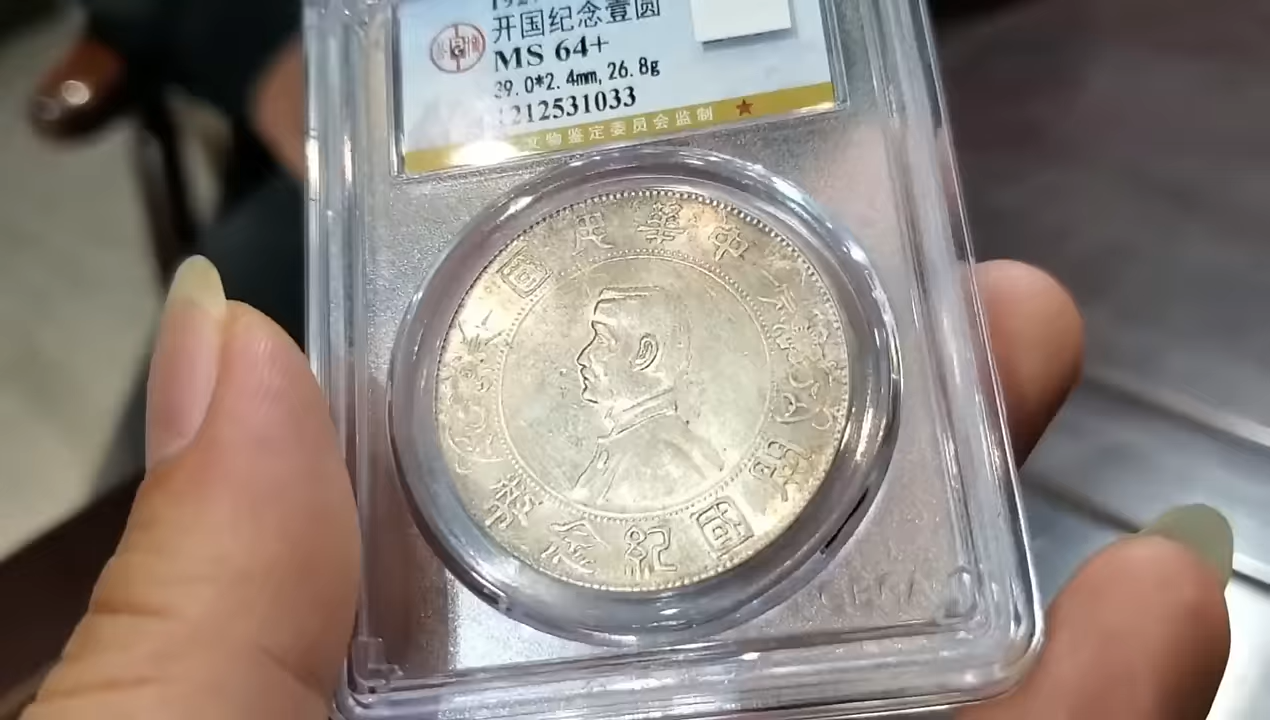 192
开国纪念壹圆
MS 64+
39.0*2.4mm, 26.8g
1212531033
文物鉴定委员会监制
國民華中
開國紀念幣